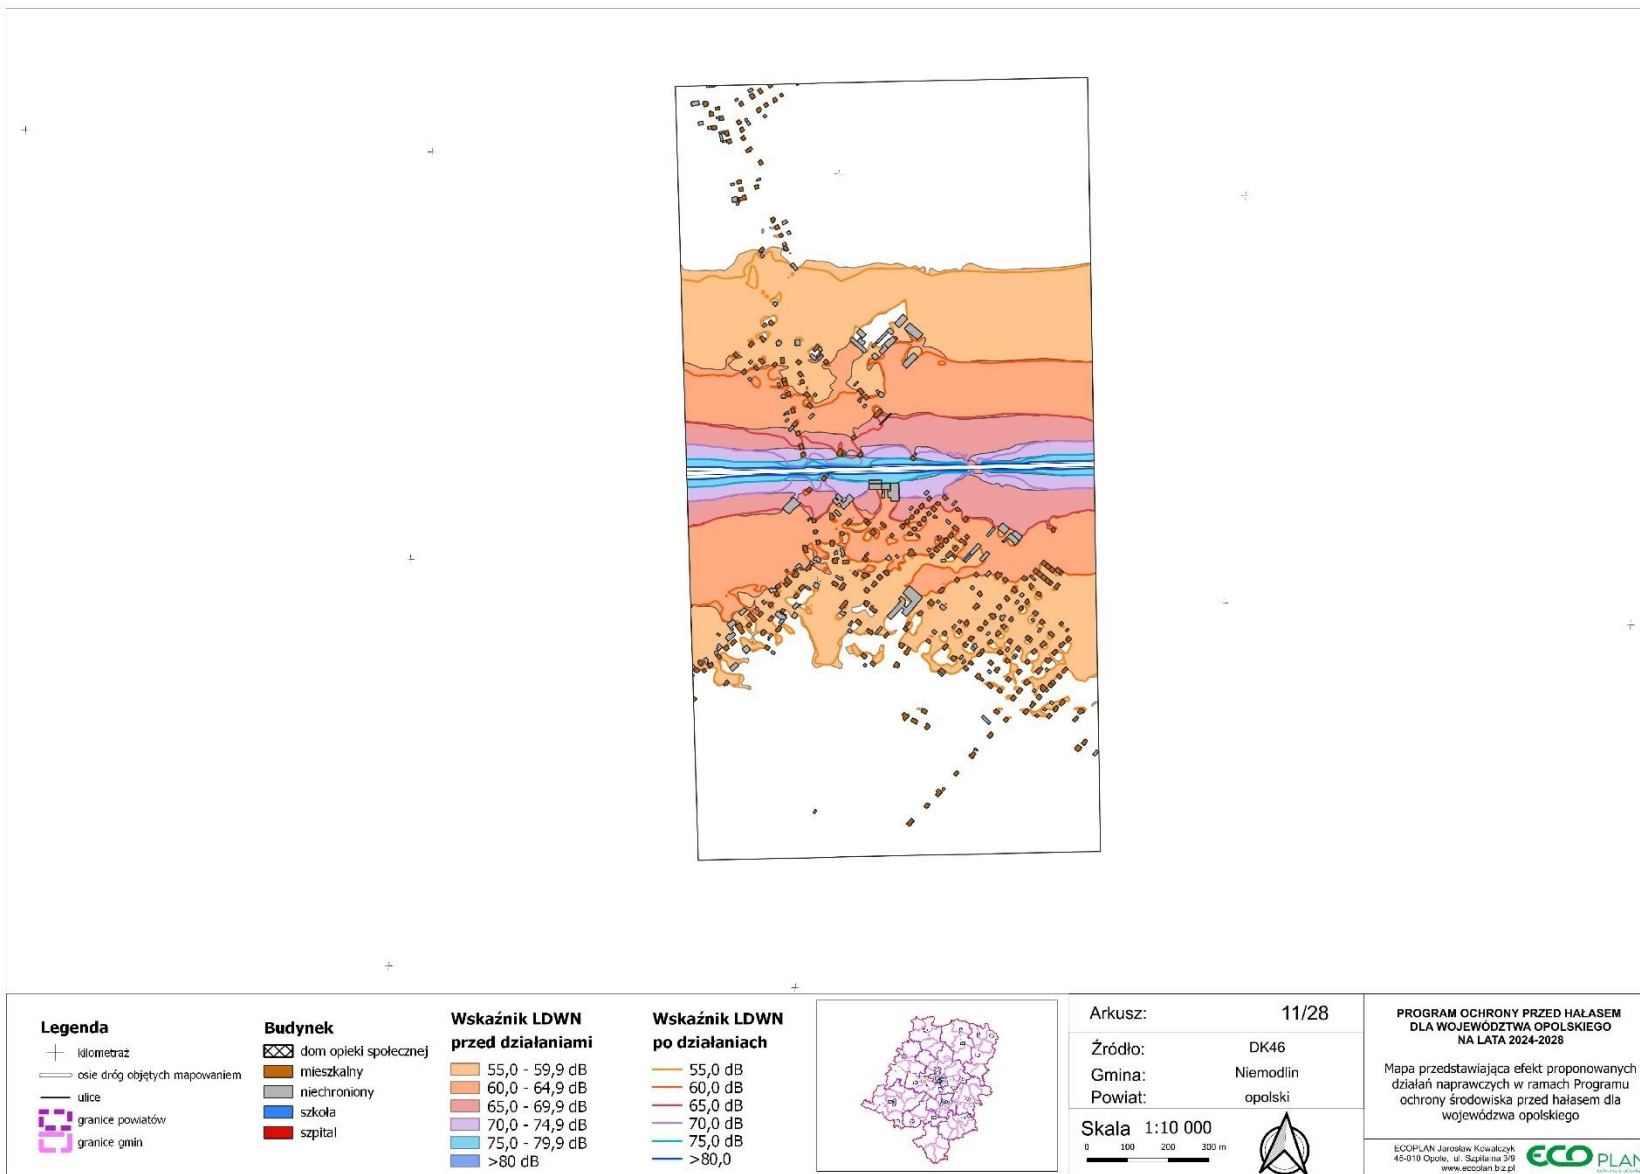 Legenda
kilometraż
osie dróg objętych mapowaniem
ulice
granice powiatów
granice gmin
Budynek
dom opieki społecznej
mieszkalny
niechroniony
szkoła
szpital
Wskaźnik LDWN
przed działaniami
55,0 - 59,9 dB
60,0 - 64,9 dB
65,0 - 69,9 dB
70,0 - 74,9 dB
75,0 - 79,9 dB
>80 dB
Wskaźnik LDWN
po działaniach
55,0 dB
60,0 dB
65,0 dB
70,0 dB
75,0 dB
>80,0
Arkusz: 11/28
Źródło: DK46
Gmina: Niemodlin
Powiat: opolski
Skala 1:10 000
0 100 200 300 m
PROGRAM OCHRONY PRZED HAŁASEM
DLA WOJEWÓDZTWA OPOLSKIEGO
NA LATA 2024-2028
Mapa przedstawiająca efekt proponowanych
działań naprawczych w ramach Programu
ochrony środowiska przed hałasem dla
województwa opolskiego
ECOPLAN Jarosław Kowalczyk
45-010 Opole, ul. Szpitalna 3/9
www.ecoplan.biz.pl
ECO PLAN